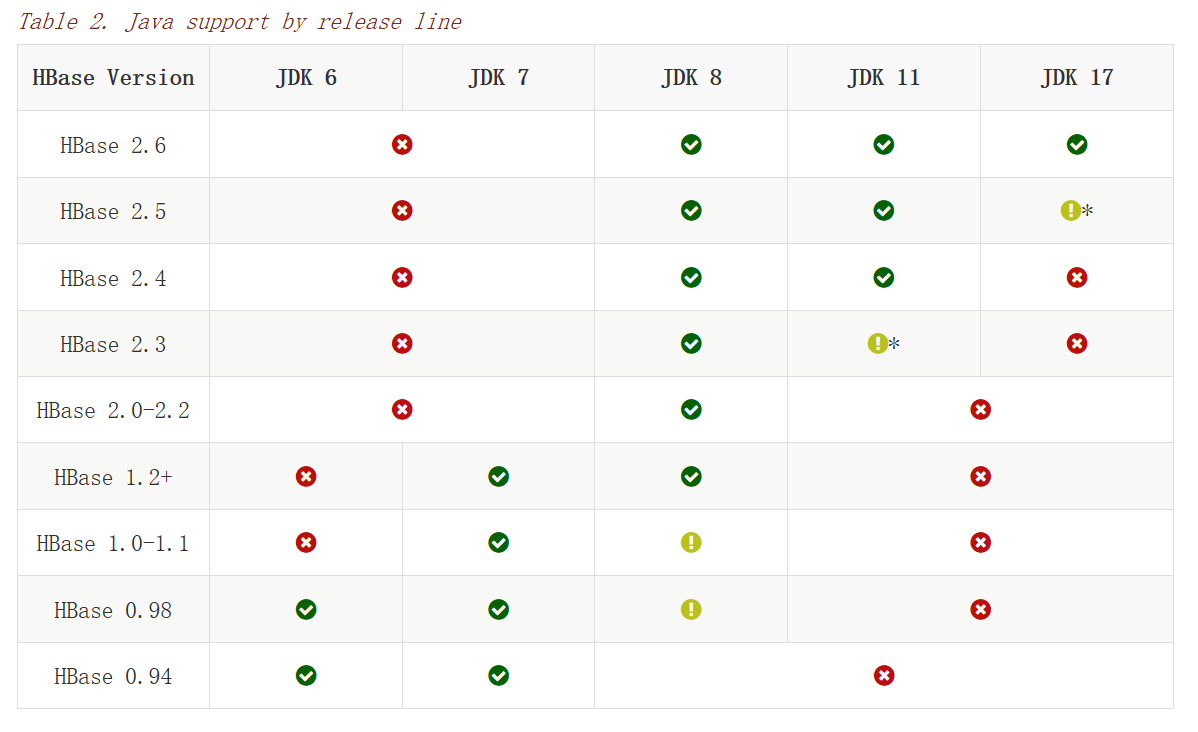 Table 2. Java support by release line
HBase Version JDK 6 JDK 7 JDK 8 JDK 11 JDK 17
HBase 2.6
HBase 2.5 *
HBase 2.4
HBase 2.3 *
HBase 2.0-2.2
HBase 1.2+
HBase 1.0-1.1
HBase 0.98
HBase 0.94